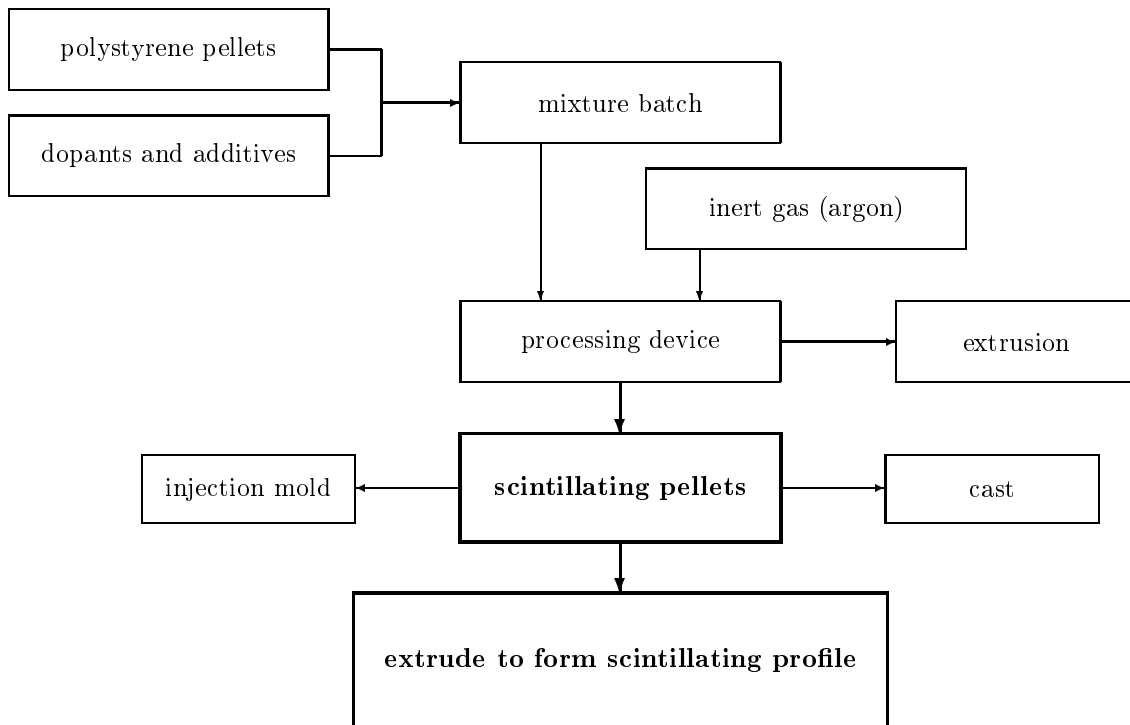 polystyrene pellets
dopants and additives
mixture batch
inert gas (argon)
processing device
extrusion
injection mold
scintillating pellets
cast
extrude to form scintillating profile